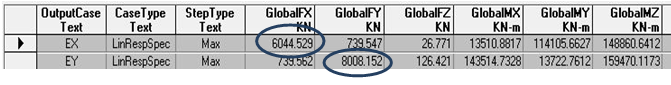 OutputCase CaseType StepType GlobalFX GlobalFY GlobalFZ GlobalMX GlobalMY GlobalMZ
Text Text Text KN KN KN KN-m KN-m KN-m
EX LinRespSpec Max 6044.529 739.547 26.771 13510.8817 114105.6627 148860.6412
EY LinRespSpec Max 739.562 8008.152 126.421 143514.7328 13722.7612 159470.1173